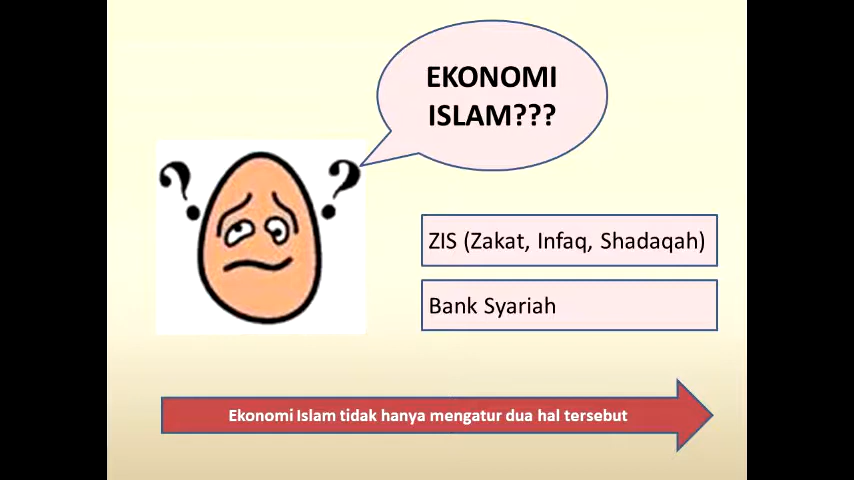 EKONOMI
ISLAM???
? ?
ZIS (Zakat, Infaq, Shadaqah)
Bank Syariah
Ekonomi Islam tidak hanya mengatur dua hal tersebut